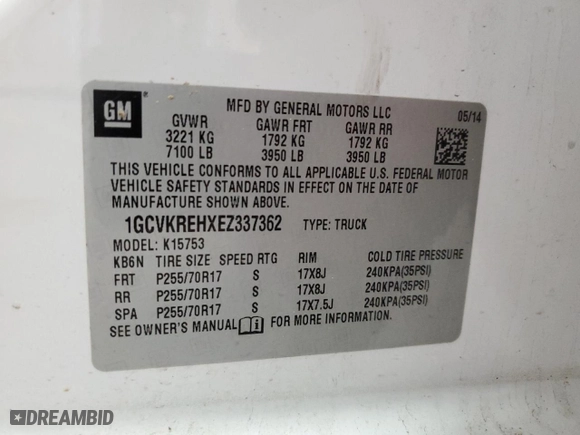 GM
MFD BY GENERAL MOTORS LLC 05/14
GVWR GAWR FRT GAWR RR
3221 KG 1792 KG 1792 KG
7100 LB 3950 LB 3950 LB
THIS VEHICLE CONFORMS TO ALL APPLICABLE U.S. FEDERAL MOTOR
VEHICLE SAFETY STANDARDS IN EFFECT ON THE DATE OF
MANUFACTURE SHOWN ABOVE.
1GCVKREHXEZ337362 TYPE: TRUCK
MODEL: K15753
KB6N TIRE SIZE SPEED RTG RIM COLD TIRE PRESSURE
FRT P255/70R17 S 17X8J 240KPA(35PSI)
RR P255/70R17 S 17X8J 240KPA(35PSI)
SPA P255/70R17 S 17X7.5J 240KPA(35PSI)
SEE OWNER'S MANUAL FOR MORE INFORMATION.
DREAMBID